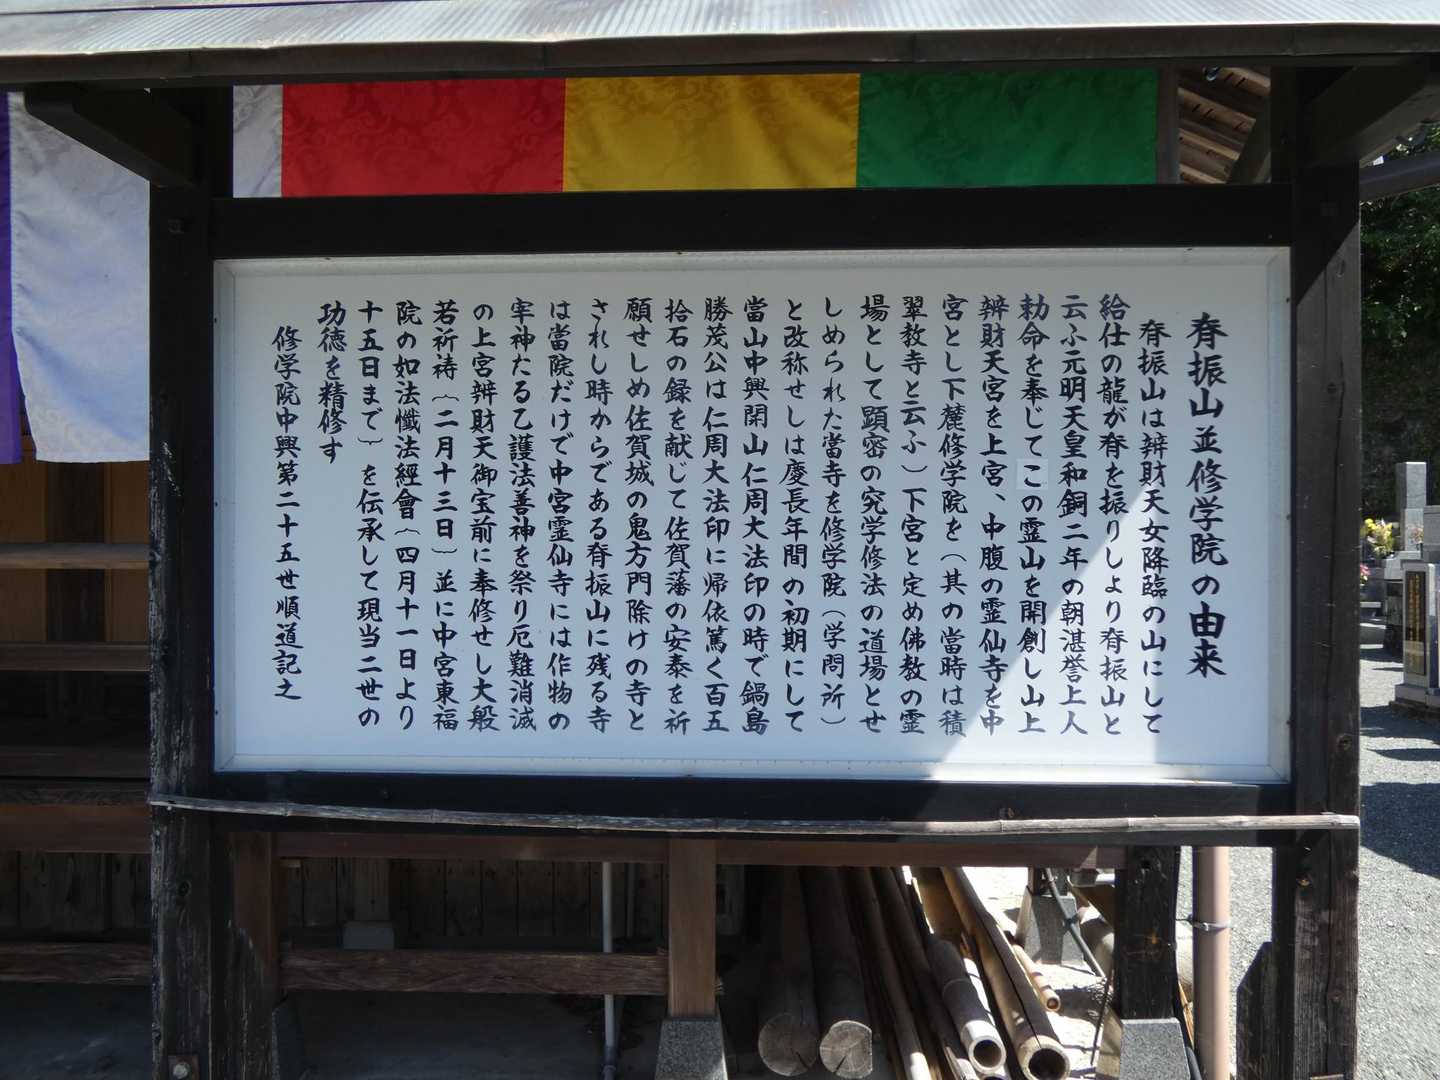 脊振山並修学院の由来
脊振山は辨財天女降臨の山にして
給仕の龍が脊を振りしより脊振山と
云ふ元明天皇和銅二年の朝湛誉上人
勅命を奉じてこの霊山を開創し山上
辨財天宮を上宮、中腹の霊仙寺を中
宮とし下麓修学院を（其の當時は積
翠教寺と云ふ）下宮と定め佛教の霊
場として顕密の究学修法の道場とせ
しめられた當寺を修学院（学問所）
と改称せしは慶長年間の初期にして
當山中興開山仁周大法印の時で鍋島
勝茂公は仁周大法印に帰依篤く百五
拾石の録を献じて佐賀藩の安泰を祈
願せしめ佐賀城の鬼方門除けの寺と
されし時からである脊振山に残る寺
は當院だけで中宮霊仙寺には作物の
宰神たる乙護法善神を祭り厄難消滅
の上宮辨財天御宝前に奉修せし大般
若祈祷（二月十三日）並に中宮東福
院の如法懺法經會（四月十一日より
十五日まで）を伝承して現当二世の
功徳を精修す
修学院中興第二十五世順道記之